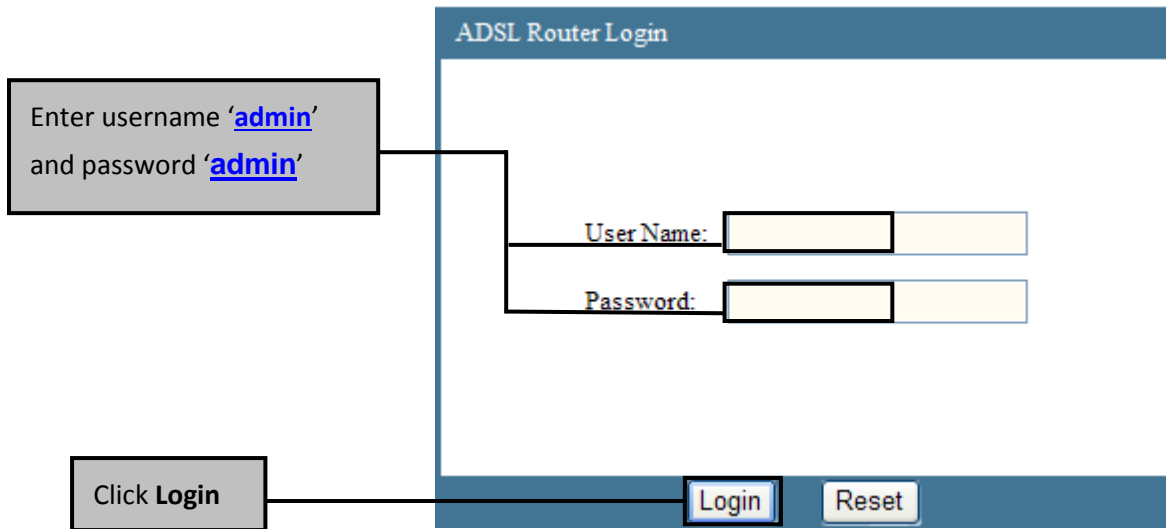 ADSL Router Login
Enter username ‘admin’
and password ‘admin’
User Name:
Password:
Click Login
Login
Reset